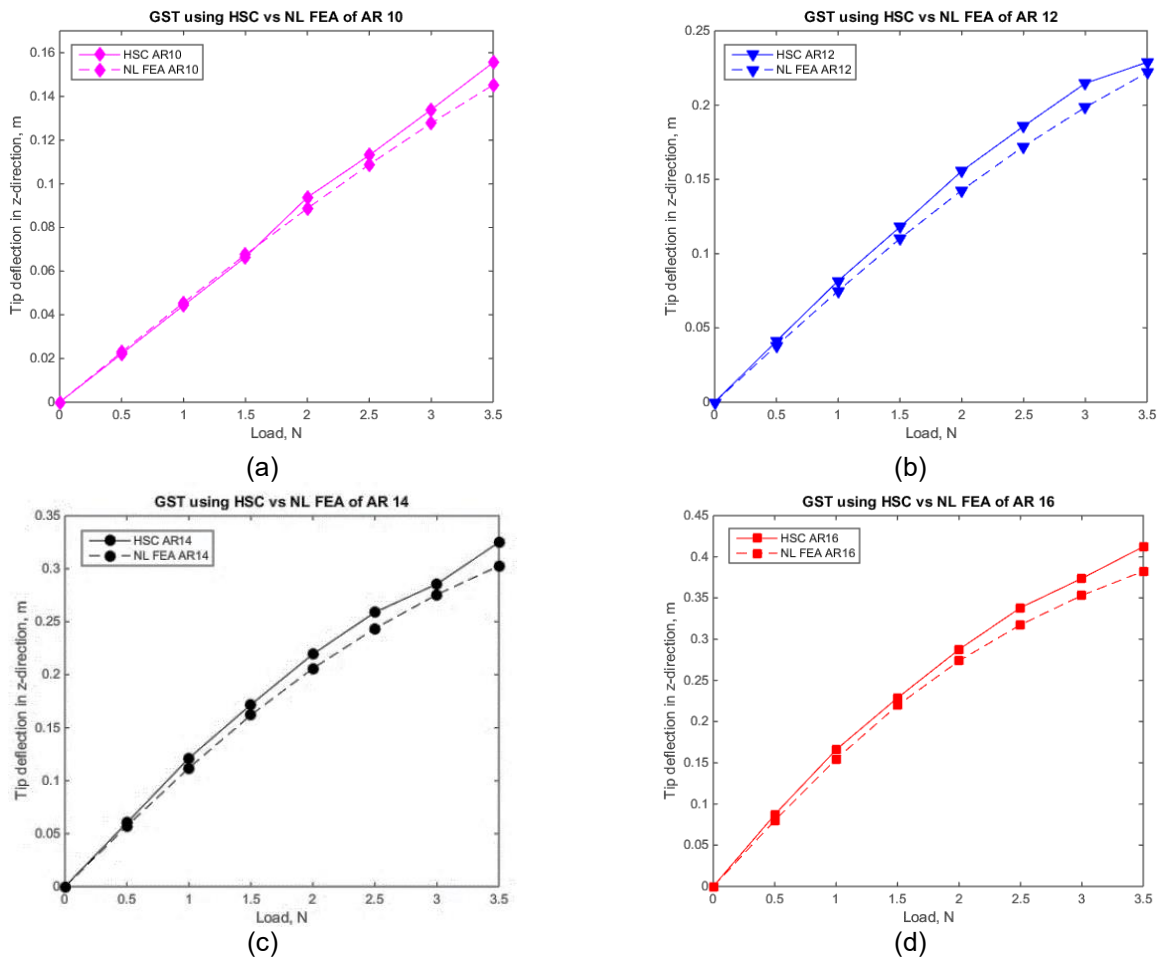 GST using HSC vs NL FEA of AR 10
HSC AR10
NL FEA AR10
Tip deflection in z-direction, m
0.16
0.14
0.12
0.1
0.08
0.06
0.04
0.02
0
0 0.5 1 1.5 2 2.5 3 3.5
Load, N
(a)
GST using HSC vs NL FEA of AR 12
HSC AR12
NL FEA AR12
Tip deflection in z-direction, m
0.25
0.2
0.15
0.1
0.05
0
0 0.5 1 1.5 2 2.5 3 3.5
Load, N
(b)
GST using HSC vs NL FEA of AR 14
HSC AR14
NL FEA AR14
Tip deflection in z-direction, m
0.35
0.3
0.25
0.2
0.15
0.1
0.05
0
0 0.5 1 1.5 2 2.5 3 3.5
Load, N
(c)
GST using HSC vs NL FEA of AR 16
HSC AR16
NL FEA AR16
Tip deflection in z-direction, m
0.45
0.4
0.35
0.3
0.25
0.2
0.15
0.1
0.05
0
0 0.5 1 1.5 2 2.5 3 3.5
Load, N
(d)